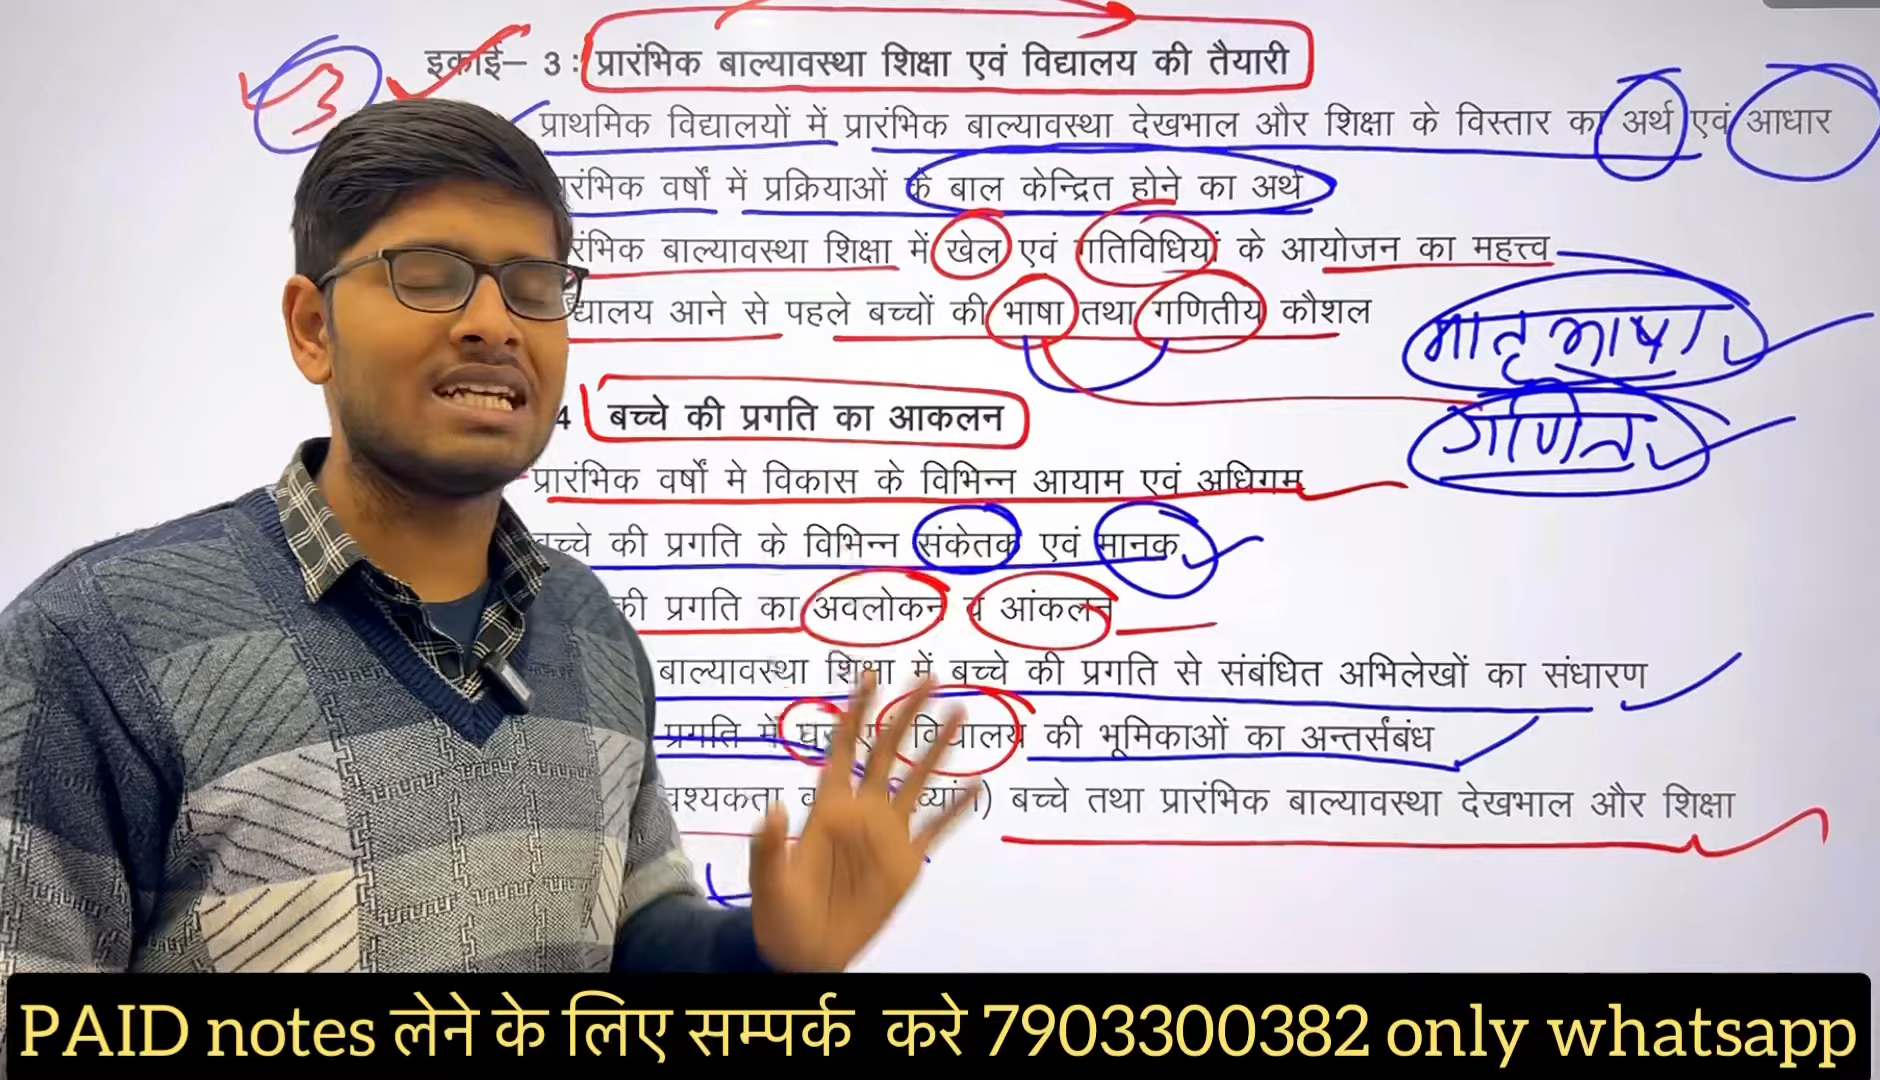 इकाई– 3 : प्रारंभिक बाल्यावस्था शिक्षा एवं विद्यालय की तैयारी
3
प्राथमिक विद्यालयों में प्रारंभिक बाल्यावस्था देखभाल और शिक्षा के विस्तार का अर्थ एवं आधार
वर्षों में प्रक्रियाओं के बाल केन्द्रित होने का अर्थ
बाल्यावस्था शिक्षा में खेल एवं गतिविधियों के आयोजन का महत्त्व
आने से पहले बच्चों की भाषा तथा गणितीय कौशल
मातृभाषा
गणित
4 बच्चे की प्रगति का आकलन
प्रारंभिक वर्षों मे विकास के विभिन्न आयाम एवं अधिगम
बच्चे की प्रगति के विभिन्न संकेतक एवं मानक
की प्रगति का अवलोकन व आंकलन
बाल्यावस्था शिक्षा में बच्चे की प्रगति से संबंधित अभिलेखों का संधारण
प्रगति में विद्यालय की भूमिकाओं का अन्तर्संबंध
बच्चे तथा प्रारंभिक बाल्यावस्था देखभाल और शिक्षा
PAID notes लेने के लिए सम्पर्क करे 7903300382 only whatsapp